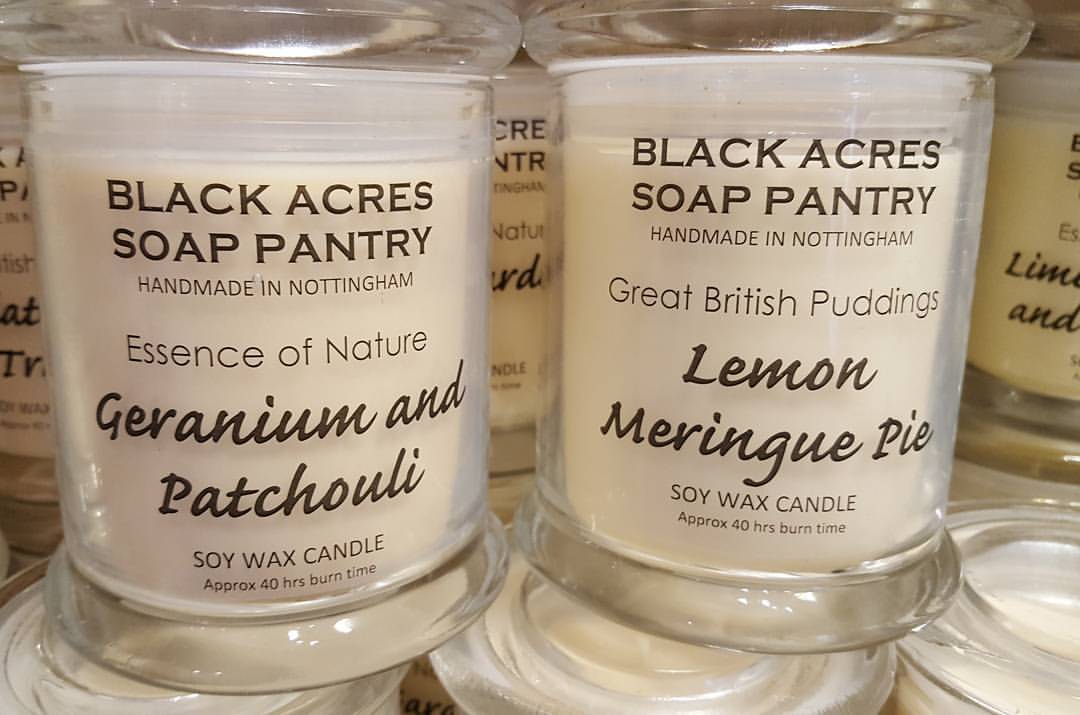 BLACK ACRES
SOAP PANTRY
HANDMADE IN NOTTINGHAM
Essence of Nature
Geranium and
Patchouli
SOY WAX CANDLE
Approx 40 hrs burn time
BLACK ACRES
SOAP PANTRY
HANDMADE IN NOTTINGHAM
Great British Puddings
Lemon
Meringue Pie
SOY WAX CANDLE
Approx 40 hrs burn time
and